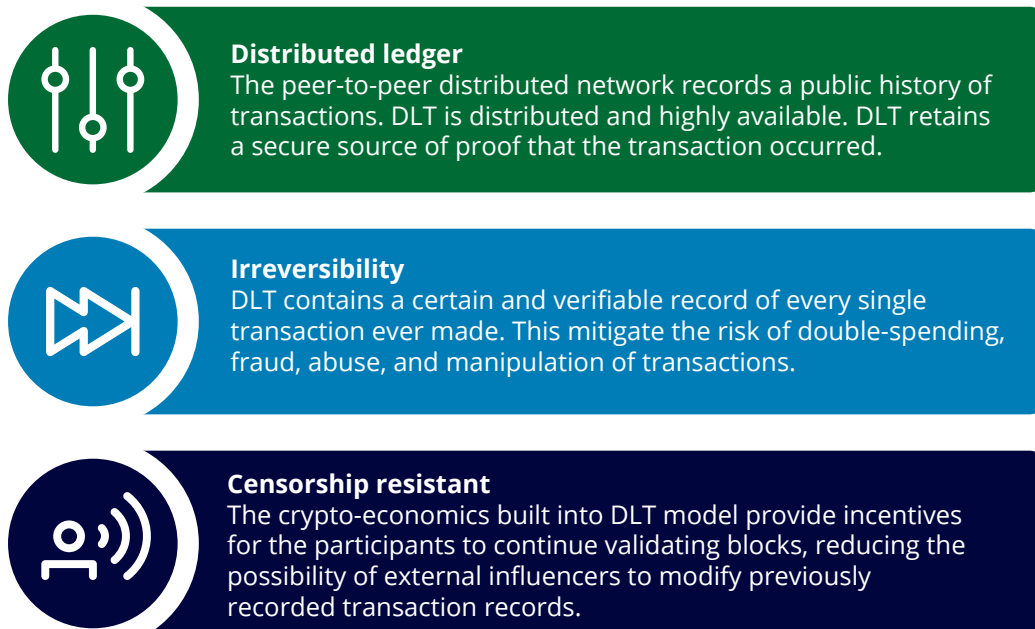 Distributed ledger
The peer-to-peer distributed network records a public history of
transactions. DLT is distributed and highly available. DLT retains
a secure source of proof that the transaction occurred.
Irreversibility
DLT contains a certain and verifiable record of every single
transaction ever made. This mitigate the risk of double-spending,
fraud, abuse, and manipulation of transactions.
Censorship resistant
The crypto-economics built into DLT model provide incentives
for the participants to continue validating blocks, reducing the
possibility of external influencers to modify previously
recorded transaction records.